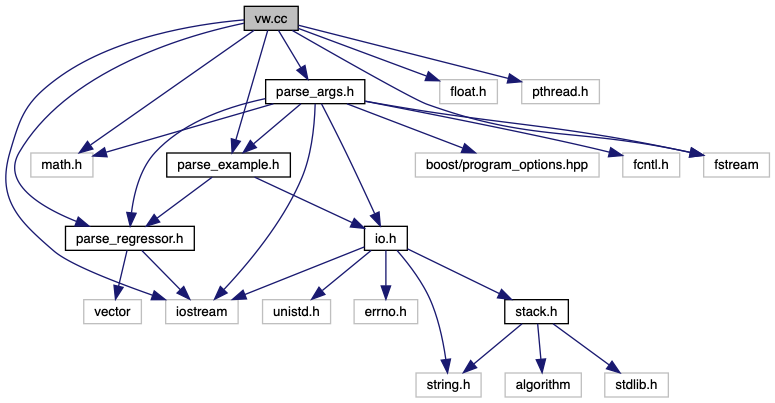 vw.cc
parse_args.h
float.h
pthread.h
math.h
parse_example.h
boost/program_options.hpp
fcntl.h
fstream
parse_regressor.h
io.h
vector
iostream
unistd.h
errno.h
stack.h
string.h
algorithm
stdlib.h